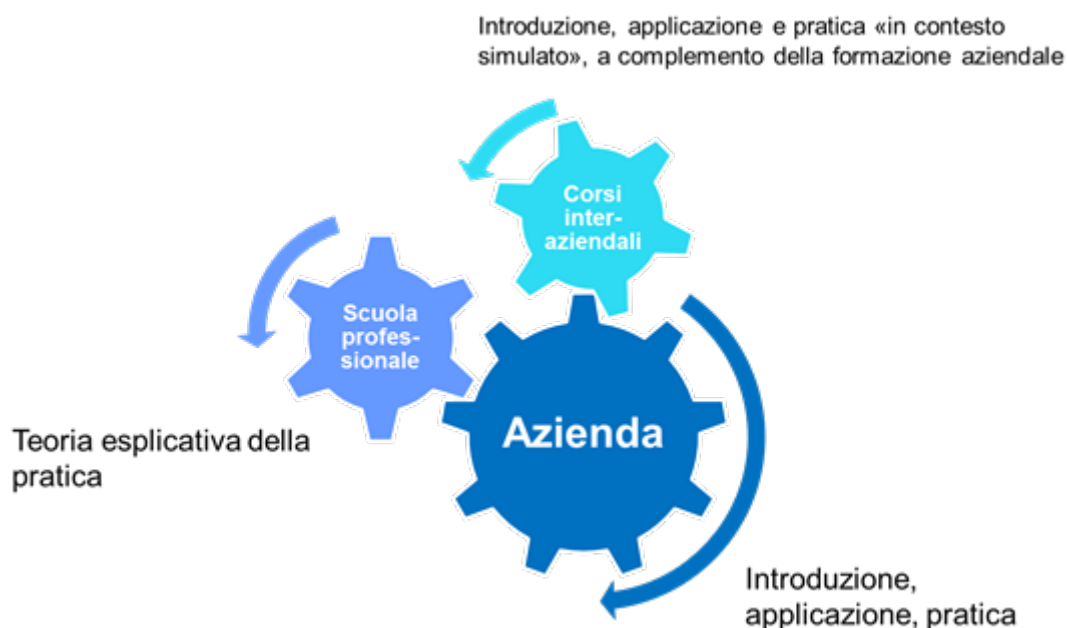 Introduzione, applicazione e pratica «in contesto
simulato», a complemento della formazione aziendale
Corsi
inter-
aziendali
Scuola
profes-
sionale
Azienda
Teoria esplicativa della
pratica
Introduzione,
applicazione, pratica